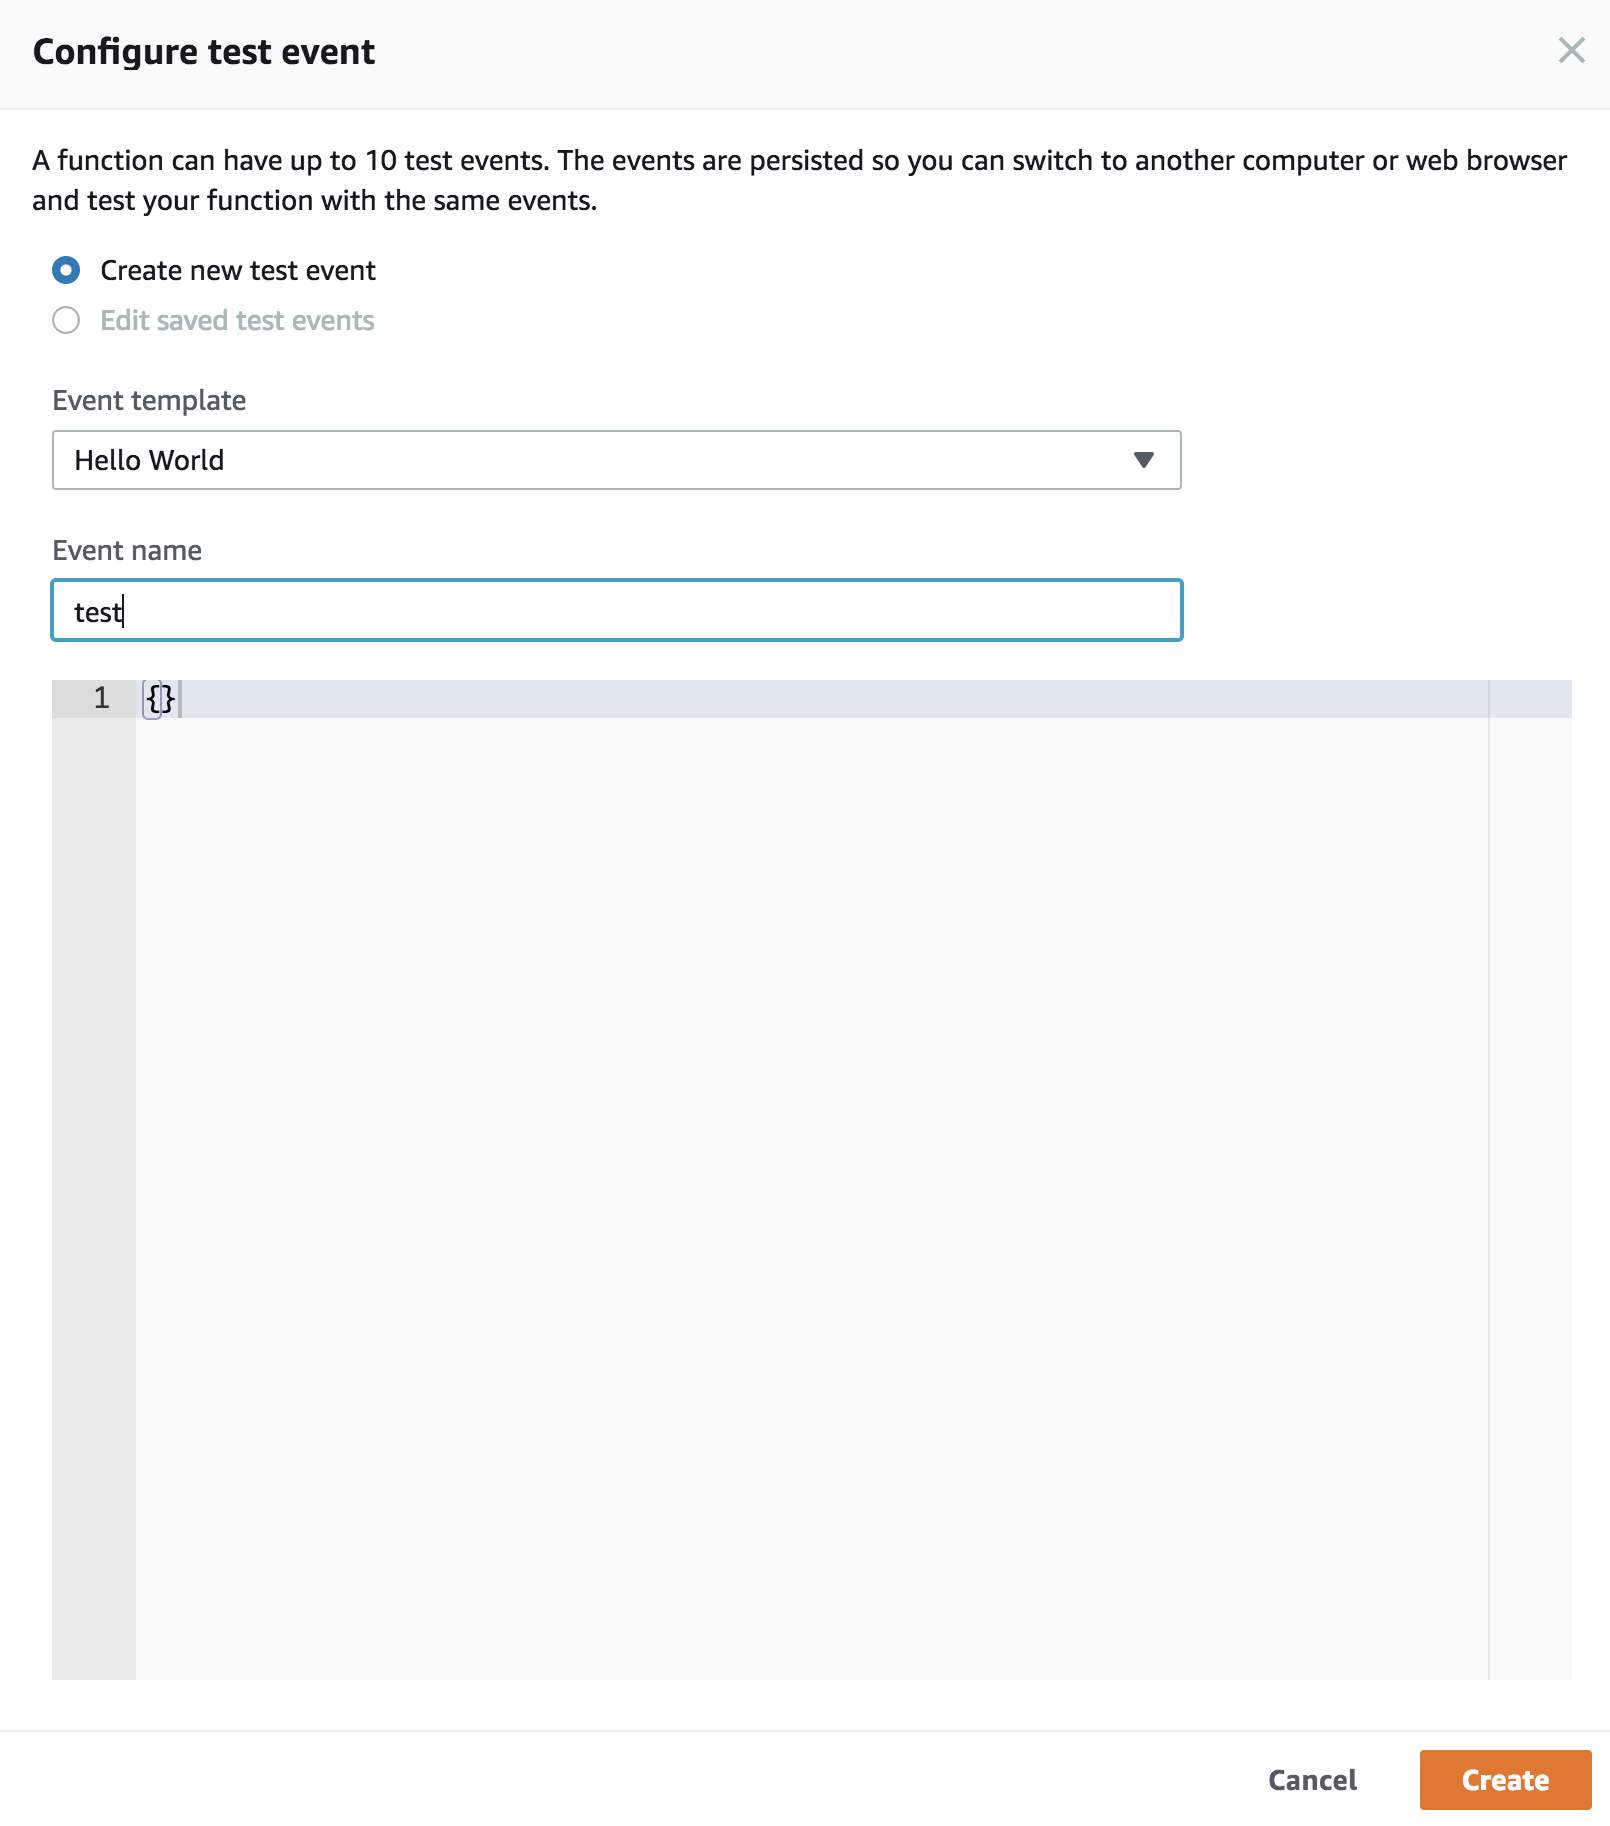 Configure test event
A function can have up to 10 test events. The events are persisted so you can switch to another computer or web browser
and test your function with the same events.
Create new test event
Edit saved test events
Event template
Hello World
Event name
test
1 {}
Cancel Create